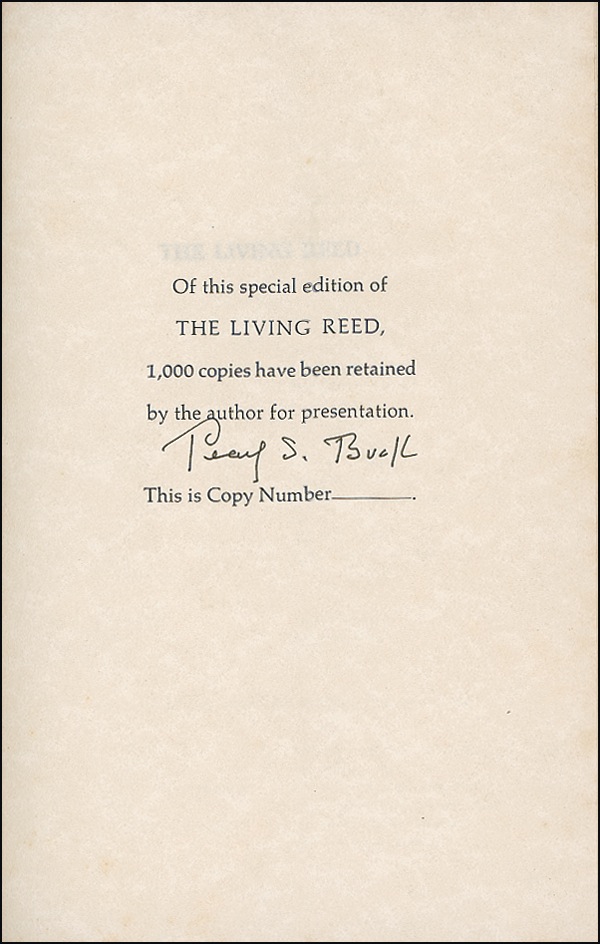 Of this special edition of
THE LIVING REED,
1,000 copies have been retained
by the author for presentation.
Pearl S. Buck
This is Copy Number________.